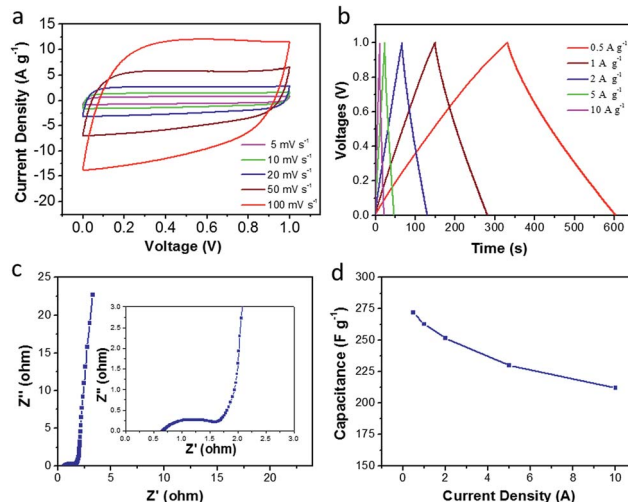 a
Current Density (A g⁻¹)
15
10
5
0
-5
-10
-15
-20
0.0 0.2 0.4 0.6 0.8 1.0
Voltage (V)
5 mV s⁻¹
10 mV s⁻¹
20 mV s⁻¹
50 mV s⁻¹
100 mV s⁻¹
b
Voltages (V)
1.2
1.0
0.8
0.6
0.4
0.2
0.0
0 100 200 300 400 500 600
Time (s)
0.5 A g⁻¹
1 A g⁻¹
2 A g⁻¹
5 A g⁻¹
10 A g⁻¹
c
Z'' (ohm)
25
20
15
10
5
0
0 5 10 15 20
Z' (ohm)
Z'' (ohm)
3.0
2.5
2.0
1.5
1.0
0.5
0.0
0.0 0.5 1.0 1.5 2.0 2.5 3.0
Z' (ohm)
d
Capacitance (F g⁻¹)
300
275
250
225
200
175
150
0 2 4 6 8 10
Current Density (A)